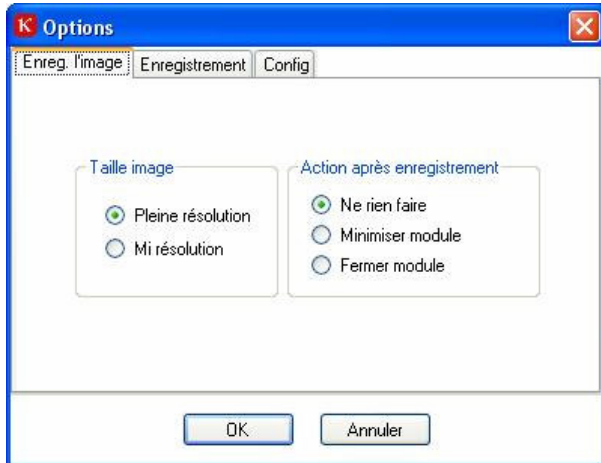 K Options
Enreg. l'image Enregistrement Config
Taille image
Pleine résolution
Mi résolution
Action après enregistrement
Ne rien faire
Minimiser module
Fermer module
OK Annuler